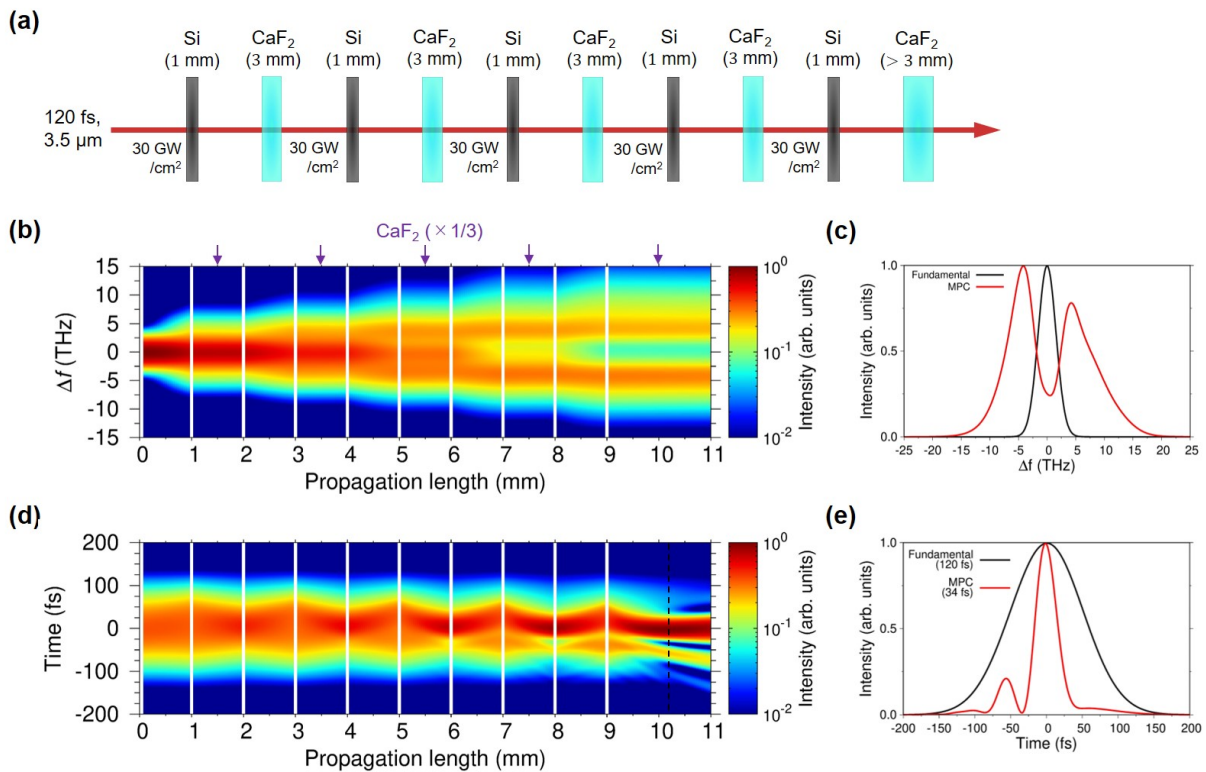 (a)
Si
(1 mm)
CaF₂
(3 mm)
Si
(1 mm)
CaF₂
(3 mm)
Si
(1 mm)
CaF₂
(3 mm)
Si
(1 mm)
CaF₂
(3 mm)
Si
(1 mm)
CaF₂
(> 3 mm)
120 fs,
3.5 μm
30 GW
/cm²
30 GW
/cm²
30 GW
/cm²
30 GW
/cm²
30 GW
/cm²
(b)
CaF₂ (×1/3)
15
10
5
0
-5
-10
-15
Δf (THz)
0 1 2 3 4 5 6 7 8 9 10 11
Propagation length (mm)
10⁰
10⁻¹
10⁻²
Intensity (arb. units)
(c)
Fundamental
MPC
1.0
0.5
0.0
Intensity (arb. units)
-25 -20 -15 -10 -5 0 5 10 15 20 25
Δf (THz)
(d)
200
100
0
-100
-200
Time (fs)
0 1 2 3 4 5 6 7 8 9 10 11
Propagation length (mm)
10⁰
10⁻¹
10⁻²
Intensity (arb. units)
(e)
Fundamental
(120 fs)
MPC
(34 fs)
1.0
0.5
0.0
Intensity (arb. units)
-200 -150 -100 -50 0 50 100 150 200
Time (fs)